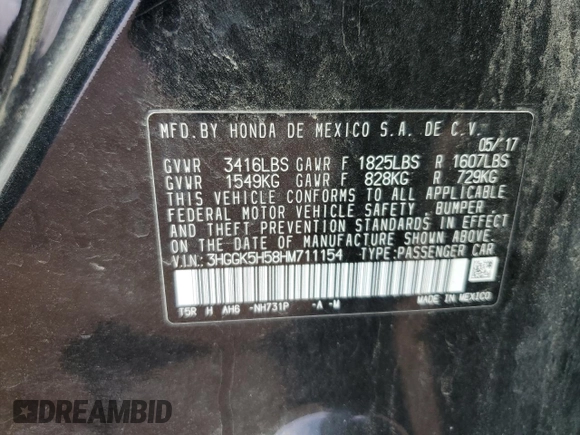 MFD. BY HONDA DE MEXICO S.A. DE C.V.
05/17
GVWR 3416LBS GAWR F 1825LBS R 1607LBS
GVWR 1549KG GAWR F 828KG R 729KG
THIS VEHICLE CONFORMS TO ALL APPLICABLE
FEDERAL MOTOR VEHICLE SAFETY, BUMPER
AND THEFT PREVENTION STANDARDS IN EFFECT
ON THE DATE OF MANUFACTURE SHOWN ABOVE.
V.I.N.: 3HGGK5H58HM711154 TYPE:PASSENGER CAR
T5R H AH6 -NH731P -A -M
MADE IN MEXICO
DREAMBID